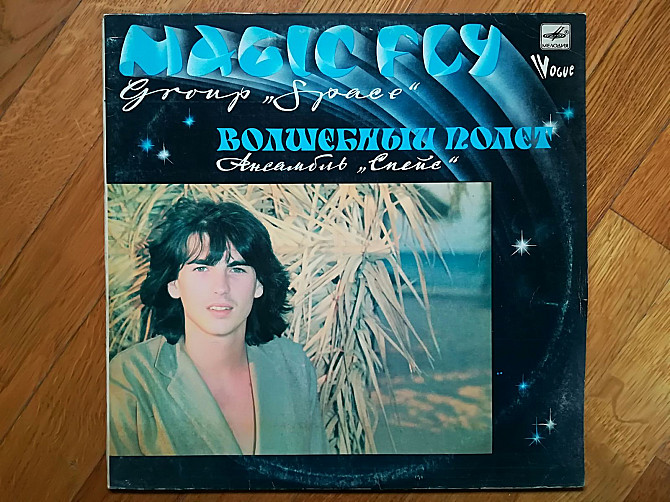 MAGIC FLY
Group „Space“
МЕЛОДИЯ
Vogue
ВОЛШЕБНЫЙ ПОЛЕТ
Ансамбль „Спейс“